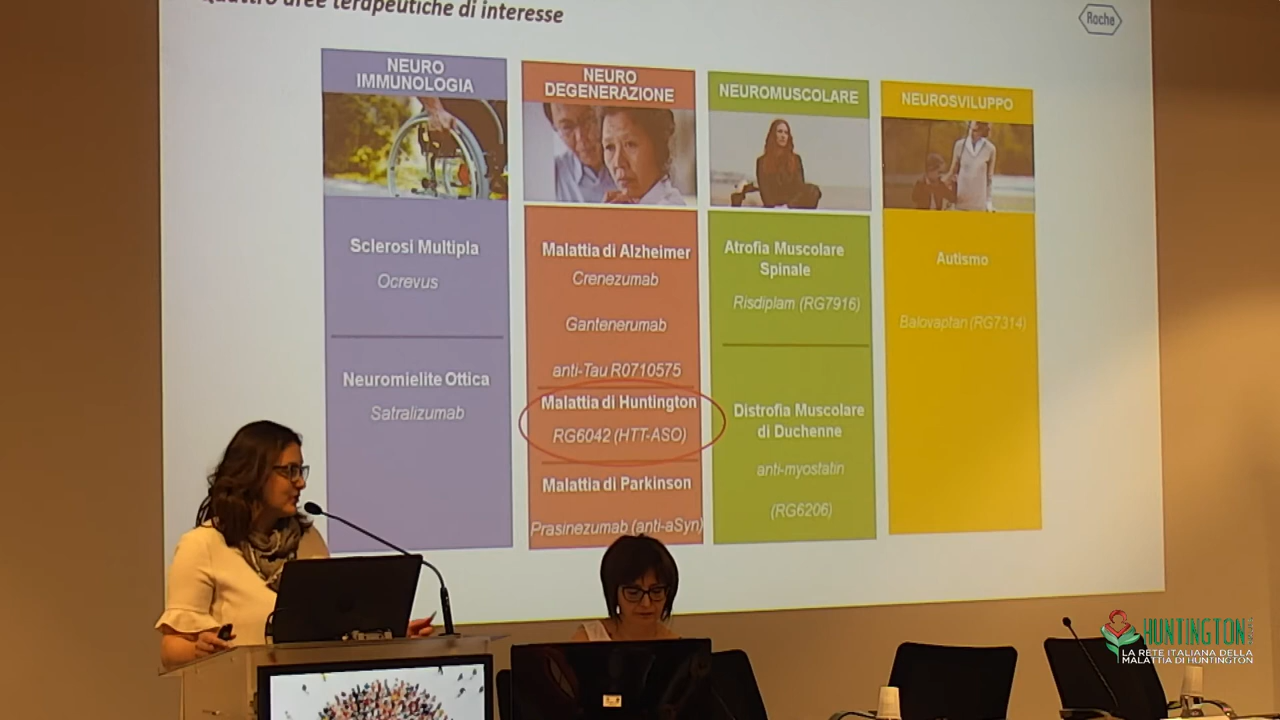 quattro aree terapeutiche di interesse
Roche
NEURO
IMMUNOLOGIA
Sclerosi Multipla
Ocrevus
Neuromielite Ottica
Satralizumab
NEURO
DEGENERAZIONE
Malattia di Alzheimer
Crenezumab
Gantenerumab
anti-Tau R0710575
Malattia di Huntington
RG6042 (HTT-ASO)
Malattia di Parkinson
Prasinezumab (anti-aSyn)
NEUROMUSCOLARE
Atrofia Muscolare
Spinale
Risdiplam (RG7916)
Distrofia Muscolare
di Duchenne
anti-myostatin
(RG6206)
NEUROSVILUPPO
Autismo
Balovaptan (RG7314)
HUNTINGTON
LA RETE ITALIANA DELLA
MALATTIA DI HUNTINGTON